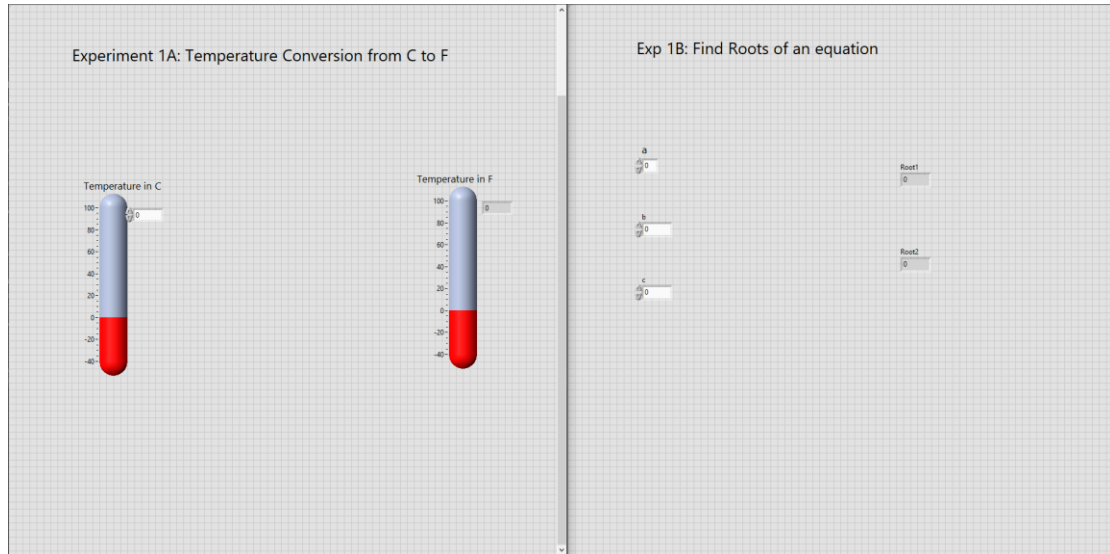 Experiment 1A: Temperature Conversion from C to F
Temperature in C
100
80
60
40
20
0
-20
-40
0
Temperature in F
100
80
60
40
20
0
-20
-40
0
Exp 1B: Find Roots of an equation
a
0
b
0
c
0
Root1
0
Root2
0